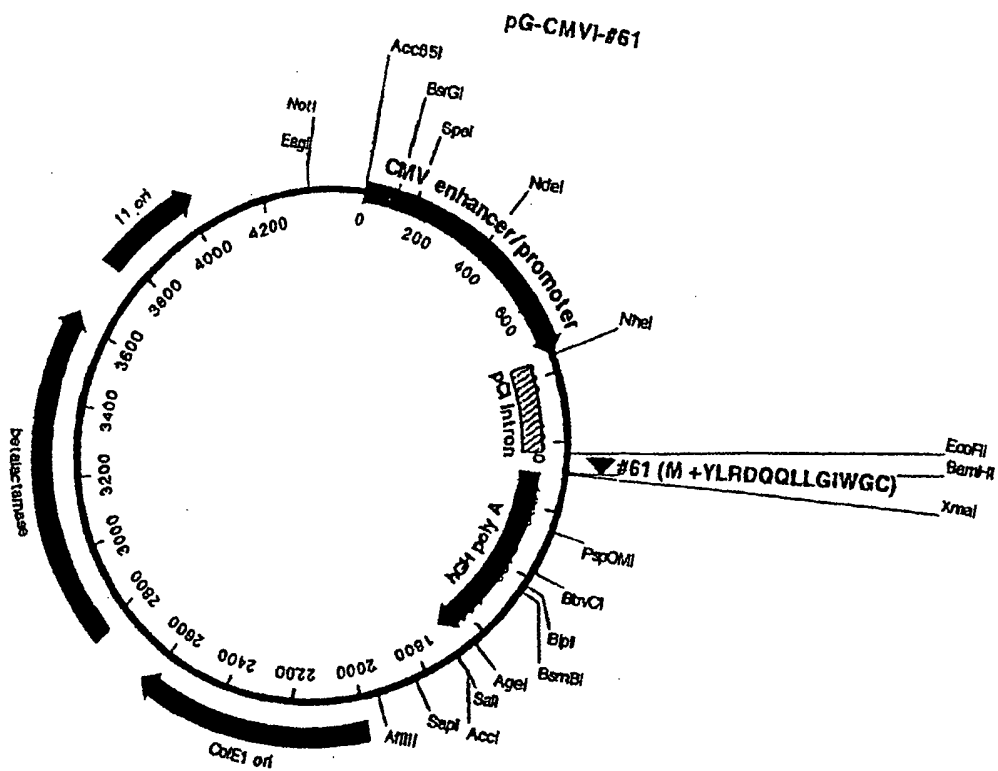 pG-CMVI-#61
Acc65I
BsrGI
SpeI
NdeI
NotI
EagI
CMV enhancer/promoter
f1 ori
0
200
400
600
NheI
pCI Intron
EcoRI
BamHI
#61 (M +YLRDQQLLGIWGC)
XmaI
PspOMI
BbvCI
BlpI
BsmBI
AgeI
SalI
AccI
SapI
AflIII
hGH poly A
1800
2000
2200
2400
2600
2800
3000
3200
3400
3600
3800
4000
4200
ColE1 ori
betalactamase